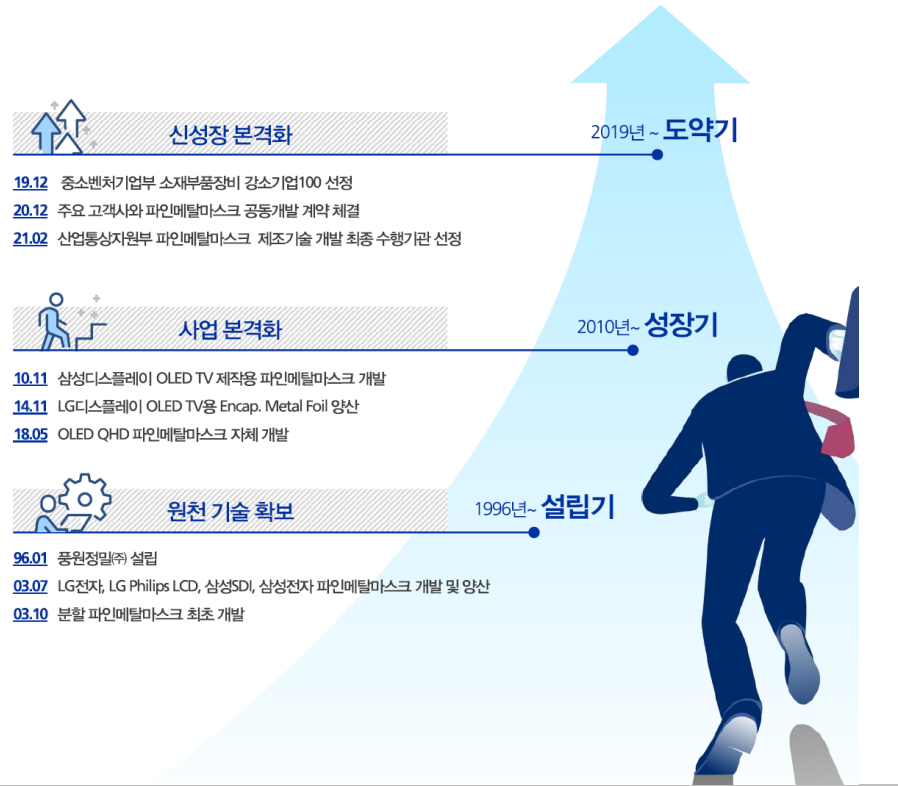 신성장 본격화
2019년 ~ 도약기
19.12 중소벤처기업부 소재부품장비 강소기업100 선정
20.12 주요 고객사와 파인메탈마스크 공동개발 계약 체결
21.02 산업통상자원부 파인메탈마스크 제조기술 개발 최종 수행기관 선정
사업 본격화
2010년~ 성장기
10.11 삼성디스플레이 OLED TV 제작용 파인메탈마스크 개발
14.11 LG디스플레이 OLED TV용 Encap. Metal Foil 양산
18.05 OLED QHD 파인메탈마스크 자체 개발
원천 기술 확보
1996년~ 설립기
96.01 풍원정밀㈜ 설립
03.07 LG전자, LG Philips LCD, 삼성SDI, 삼성전자 파인메탈마스크 개발 및 양산
03.10 분할 파인메탈마스크 최초 개발